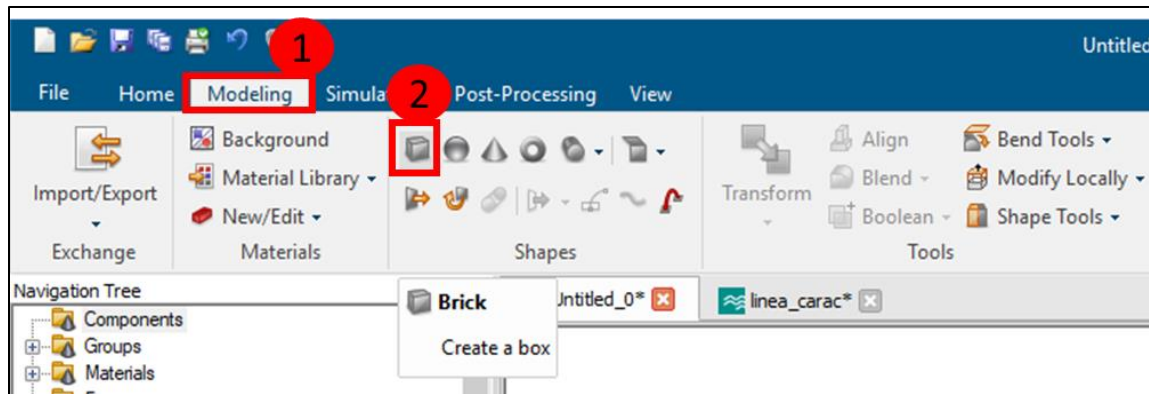 1
Untitled
File Home Modeling Simula 2 Post-Processing View
Background
Material Library
New/Edit
Import/Export
Transform
Align
Blend
Boolean
Bend Tools
Modify Locally
Shape Tools
Exchange Materials Shapes Tools
Navigation Tree
Components
Groups
Materials
Brick
Create a box
Untitled_0*
linea_carac*